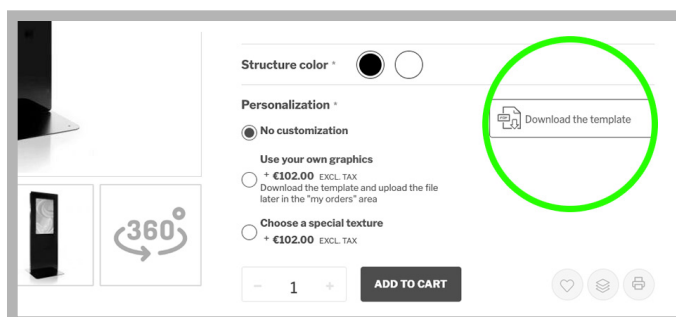 Structure color *
Personalization *
No customization
Use your own graphics
+ €102.00 EXCL. TAX
Download the template and upload the file
later in the "my orders" area
Choose a special texture
+ €102.00 EXCL. TAX
PDF
Download the template
360°
− 1 +
ADD TO CART